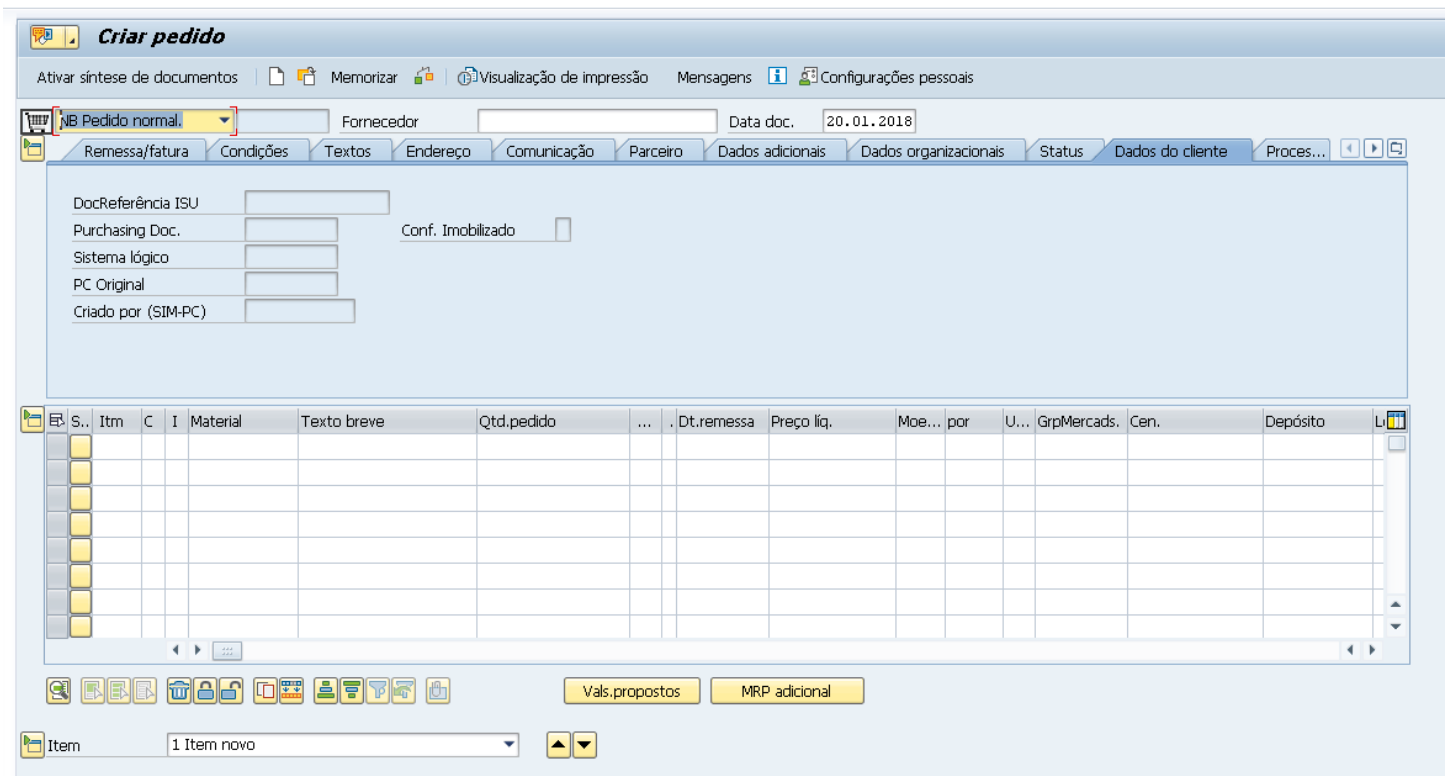 Criar pedido
Ativar síntese de documentos Memorizar Visualização de impressão Mensagens Configurações pessoais
NB Pedido normal. Fornecedor Data doc. 20.01.2018
Remessa/fatura Condições Textos Endereço Comunicação Parceiro Dados adicionais Dados organizacionais Status Dados do cliente Proces...
DocReferência ISU
Purchasing Doc. Conf. Imobilizado
Sistema lógico
PC Original
Criado por (SIM-PC)
S.. Itm C I Material Texto breve Qtd.pedido ... . Dt.remessa Preço líq. Moe... por U... GrpMercads. Cen. Depósito
Vals.propostos MRP adicional
Item 1 Item novo